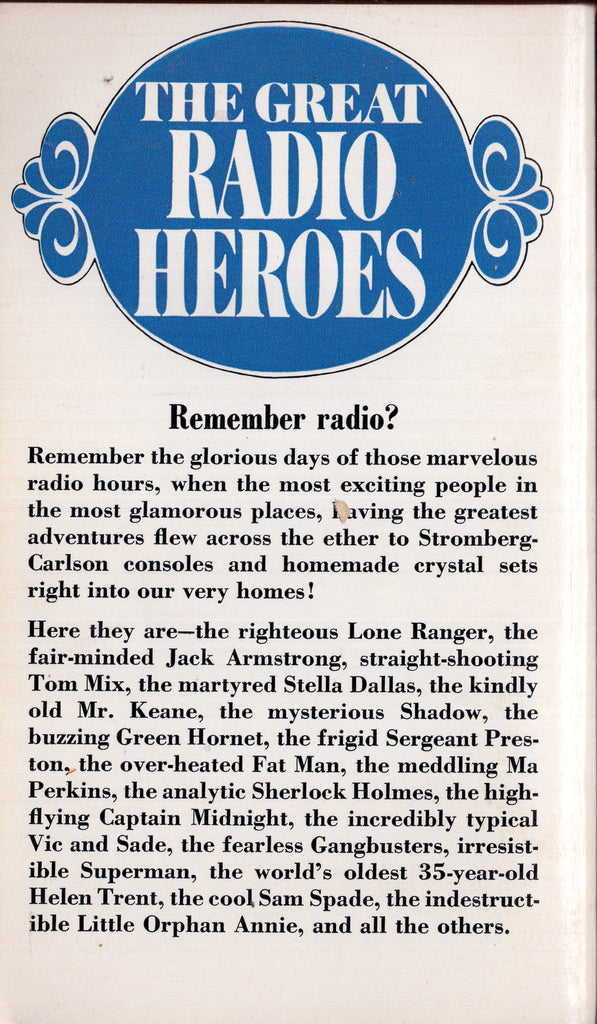 THE GREAT
RADIO
HEROES
Remember radio?
Remember the glorious days of those marvelous
radio hours, when the most exciting people in
the most glamorous places, having the greatest
adventures flew across the ether to Stromberg-
Carlson consoles and homemade crystal sets
right into our very homes!
Here they are—the righteous Lone Ranger, the
fair-minded Jack Armstrong, straight-shooting
Tom Mix, the martyred Stella Dallas, the kindly
old Mr. Keane, the mysterious Shadow, the
buzzing Green Hornet, the frigid Sergeant Pres-
ton, the over-heated Fat Man, the meddling Ma
Perkins, the analytic Sherlock Holmes, the high-
flying Captain Midnight, the incredibly typical
Vic and Sade, the fearless Gangbusters, irresist-
ible Superman, the world's oldest 35-year-old
Helen Trent, the cool Sam Spade, the indestruct-
ible Little Orphan Annie, and all the others.